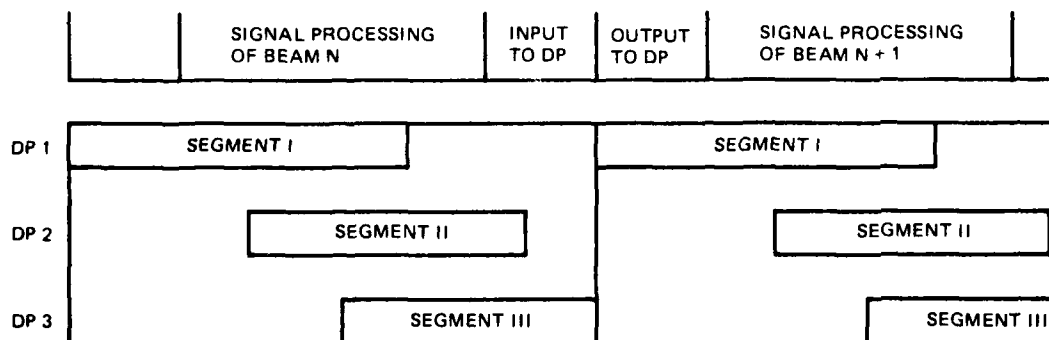 SIGNAL PROCESSING
OF BEAM N
INPUT
TO DP
OUTPUT
TO DP
SIGNAL PROCESSING
OF BEAM N + 1
DP 1
SEGMENT I
SEGMENT I
DP 2
SEGMENT II
SEGMENT II
DP 3
SEGMENT III
SEGMENT III